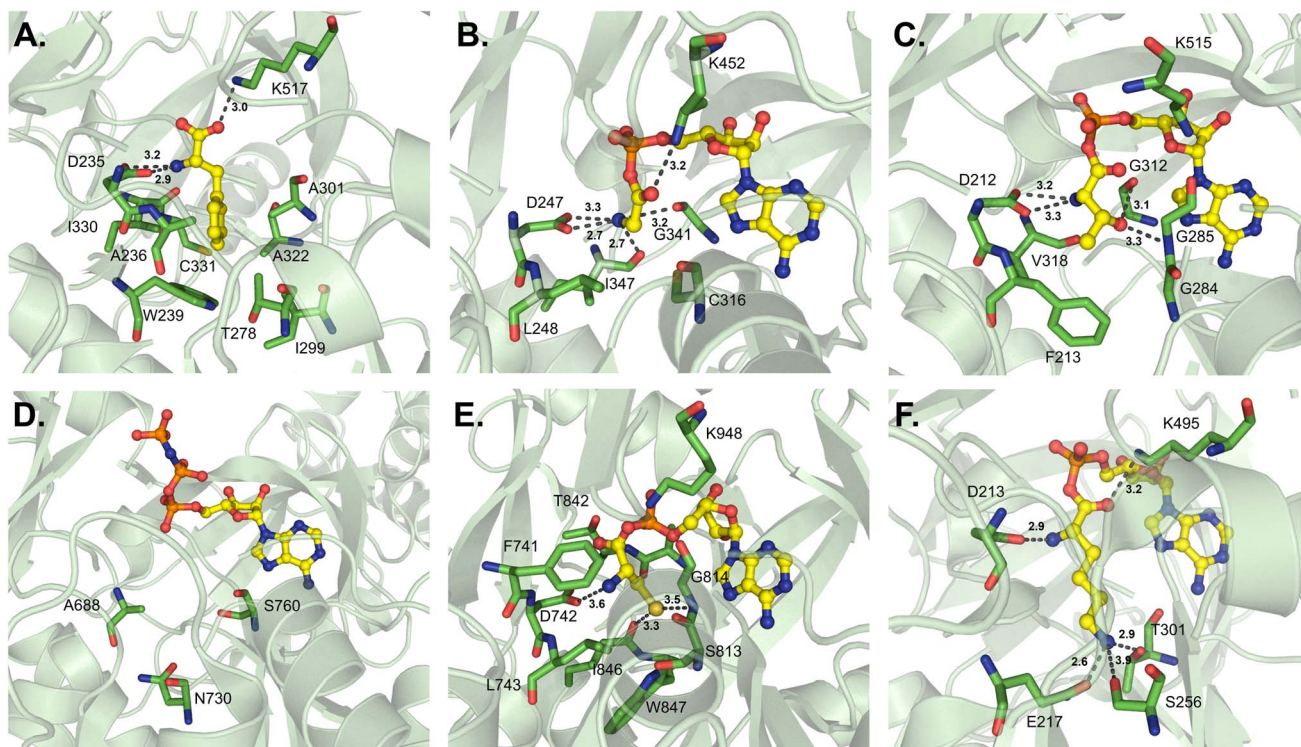 A.
K517
3.0
D235
3.2
2.9
A301
I330
A236
C331
A322
W239
T278
I299
B.
K452
3.2
D247
3.3
3.2
2.7
2.7
G341
I347
C316
L248
C.
K515
G312
D212
3.2
3.1
3.3
3.3
G285
V318
G284
F213
D.
A688
S760
N730
E.
K948
T842
F741
G814
3.6
3.5
D742
3.3
S813
I846
L743
W847
F.
K495
3.2
D213
2.9
2.9
T301
2.6
3.9
S256
E217